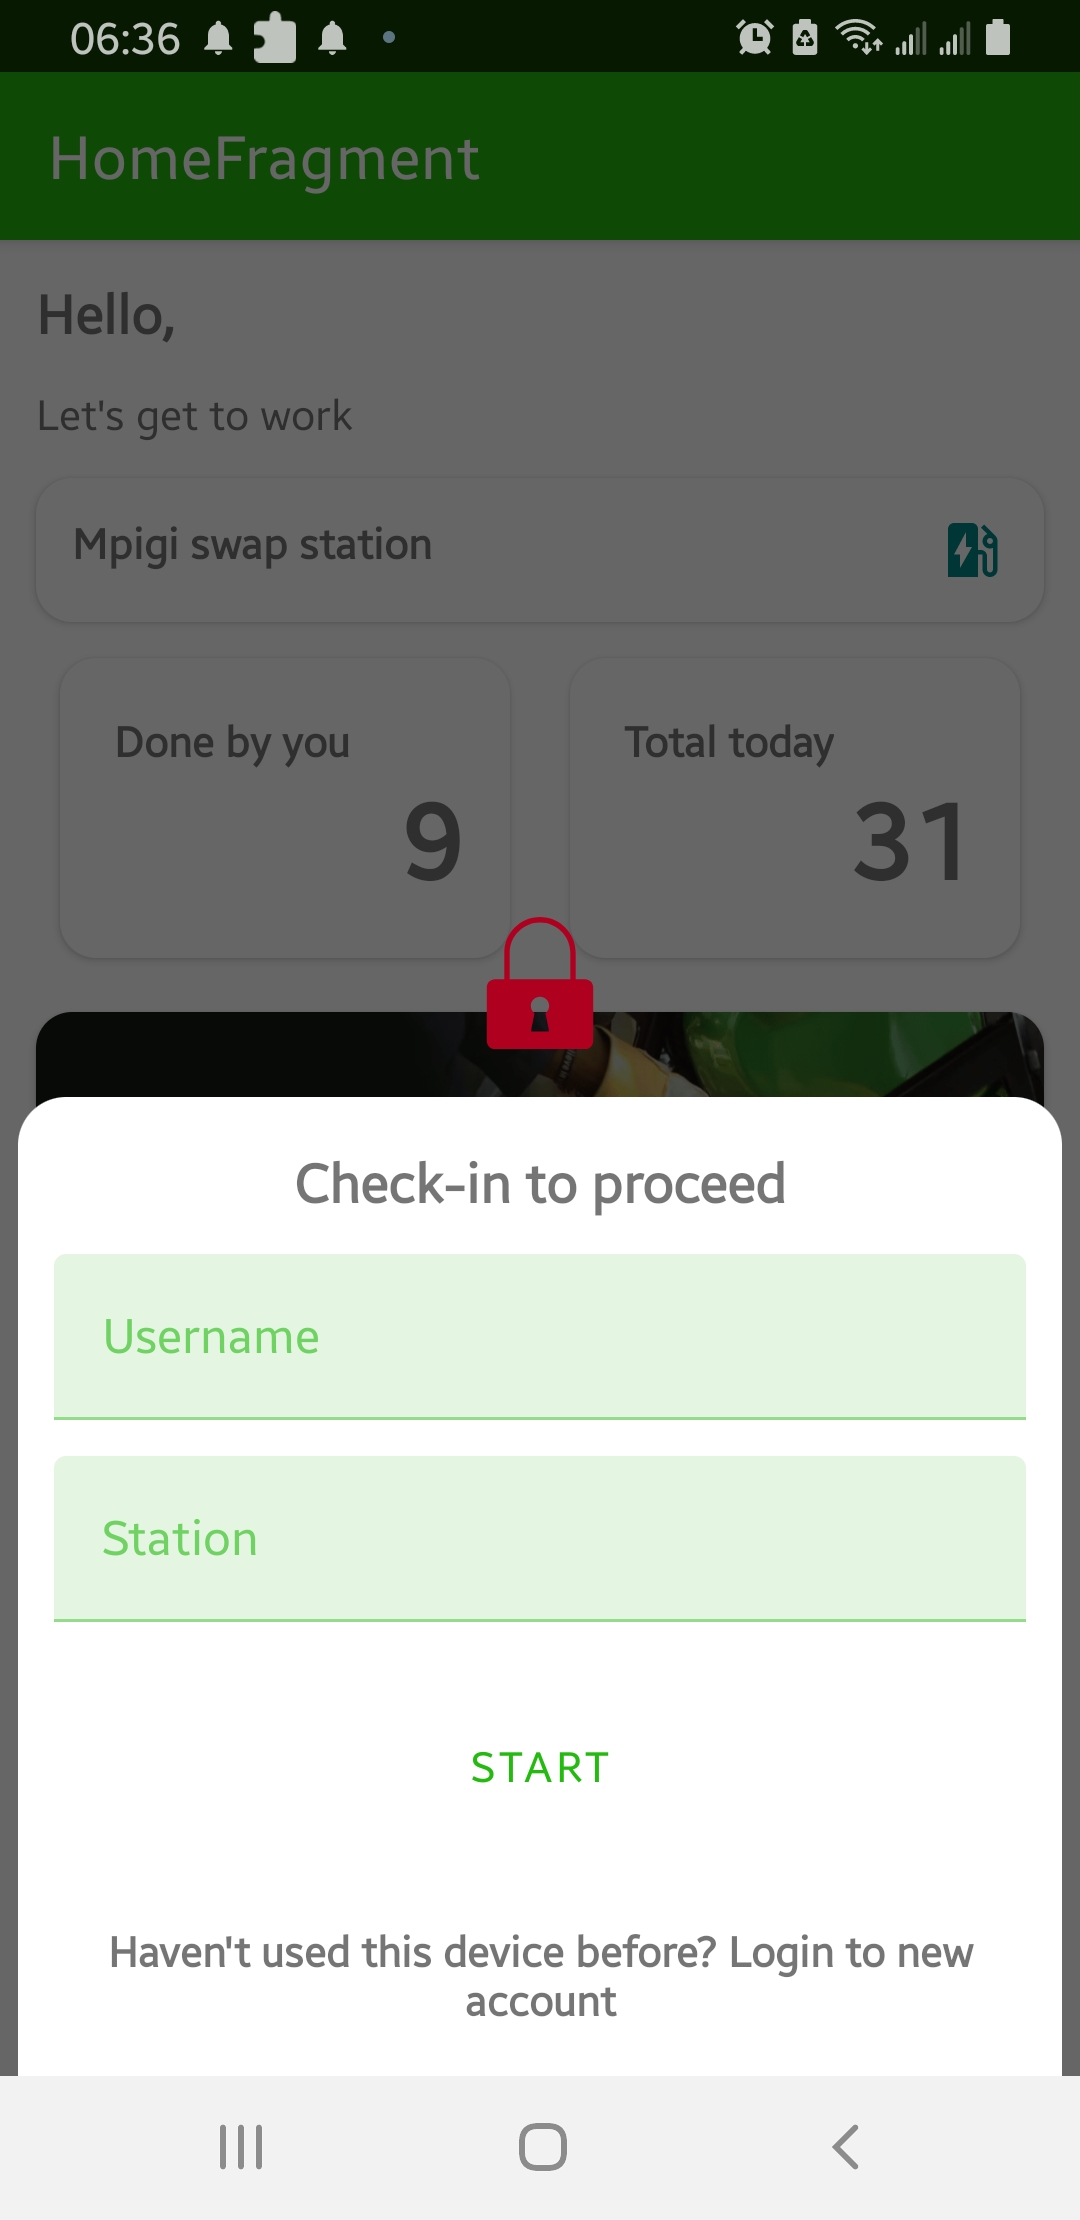 06:36
HomeFragment
Hello,
Let's get to work
Mpigi swap station
Done by you
9
Total today
31
Check-in to proceed
Username
Station
START
Haven't used this device before? Login to new
account